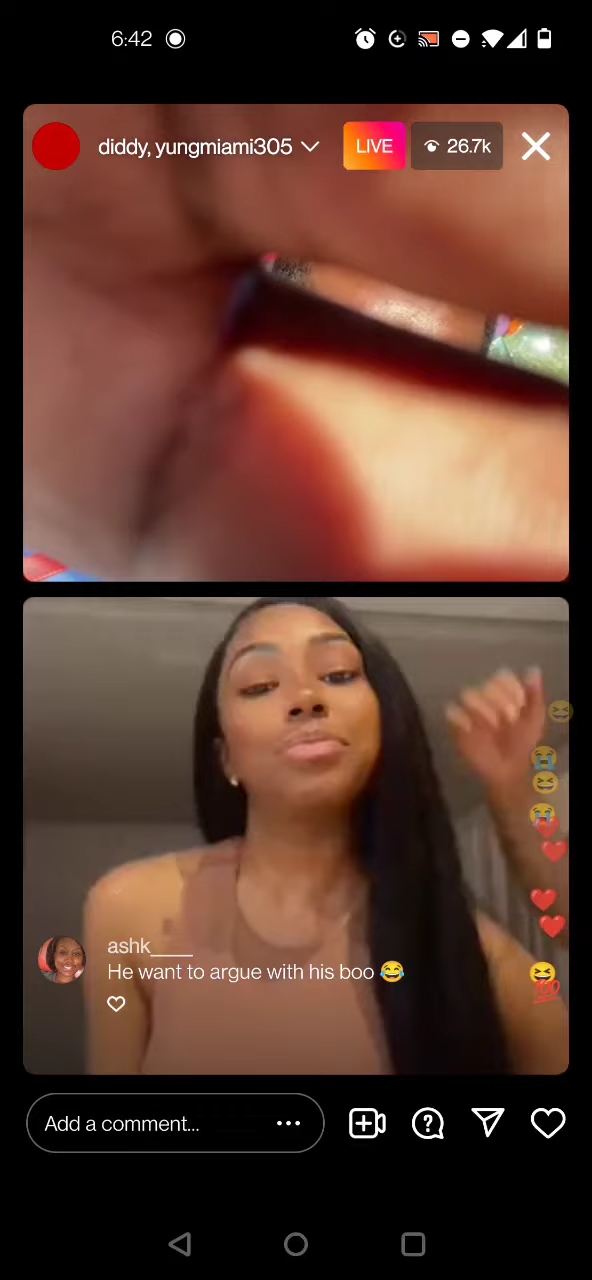 6:42
diddy, yungmiami305
LIVE
26.7k
ashk____
He want to argue with his boo 😂
💯
Add a comment...